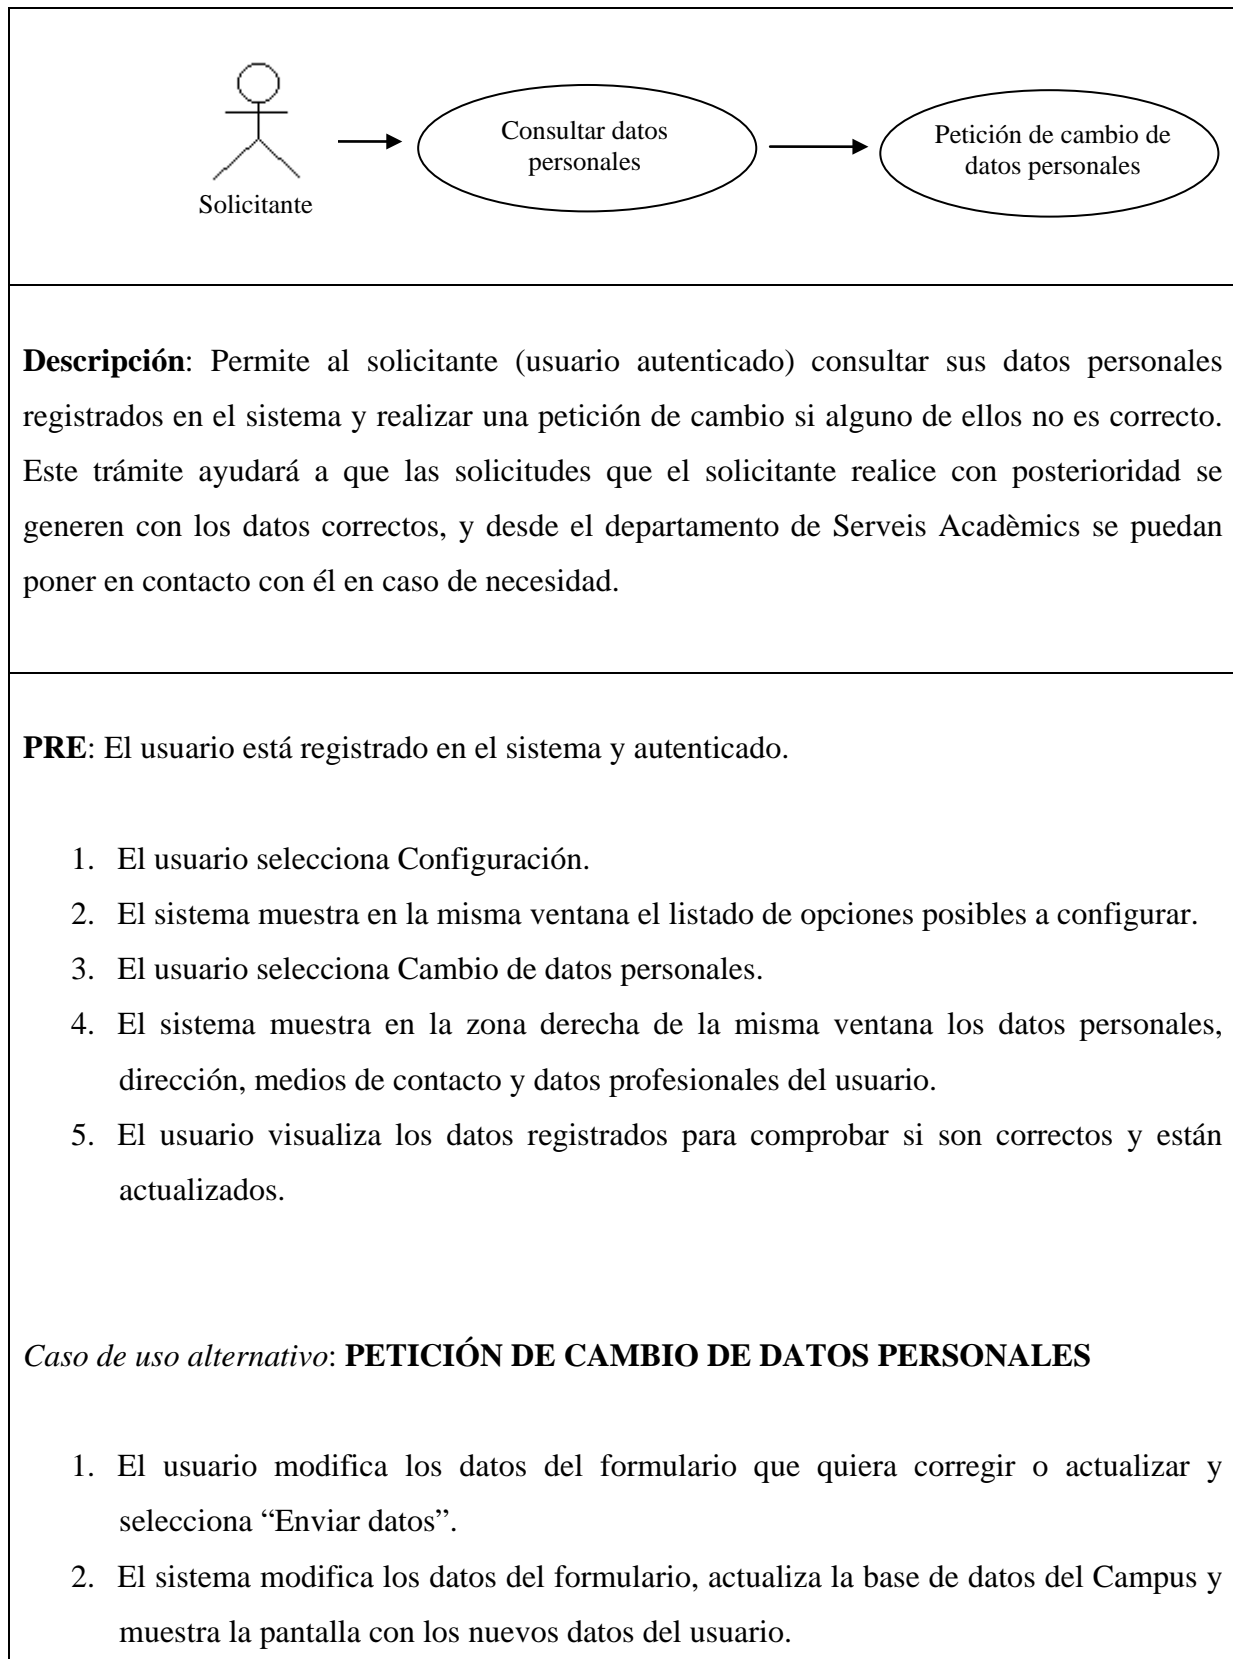 Solicitante
Consultar datos
personales
Petición de cambio de
datos personales
Descripción: Permite al solicitante (usuario autenticado) consultar sus datos personales
registrados en el sistema y realizar una petición de cambio si alguno de ellos no es correcto.
Este trámite ayudará a que las solicitudes que el solicitante realice con posterioridad se
generen con los datos correctos, y desde el departamento de Serveis Acadèmics se puedan
poner en contacto con él en caso de necesidad.
PRE: El usuario está registrado en el sistema y autenticado.
1. El usuario selecciona Configuración.
2. El sistema muestra en la misma ventana el listado de opciones posibles a configurar.
3. El usuario selecciona Cambio de datos personales.
4. El sistema muestra en la zona derecha de la misma ventana los datos personales,
dirección, medios de contacto y datos profesionales del usuario.
5. El usuario visualiza los datos registrados para comprobar si son correctos y están
actualizados.
Caso de uso alternativo: PETICIÓN DE CAMBIO DE DATOS PERSONALES
1. El usuario modifica los datos del formulario que quiera corregir o actualizar y
selecciona “Enviar datos”.
2. El sistema modifica los datos del formulario, actualiza la base de datos del Campus y
muestra la pantalla con los nuevos datos del usuario.